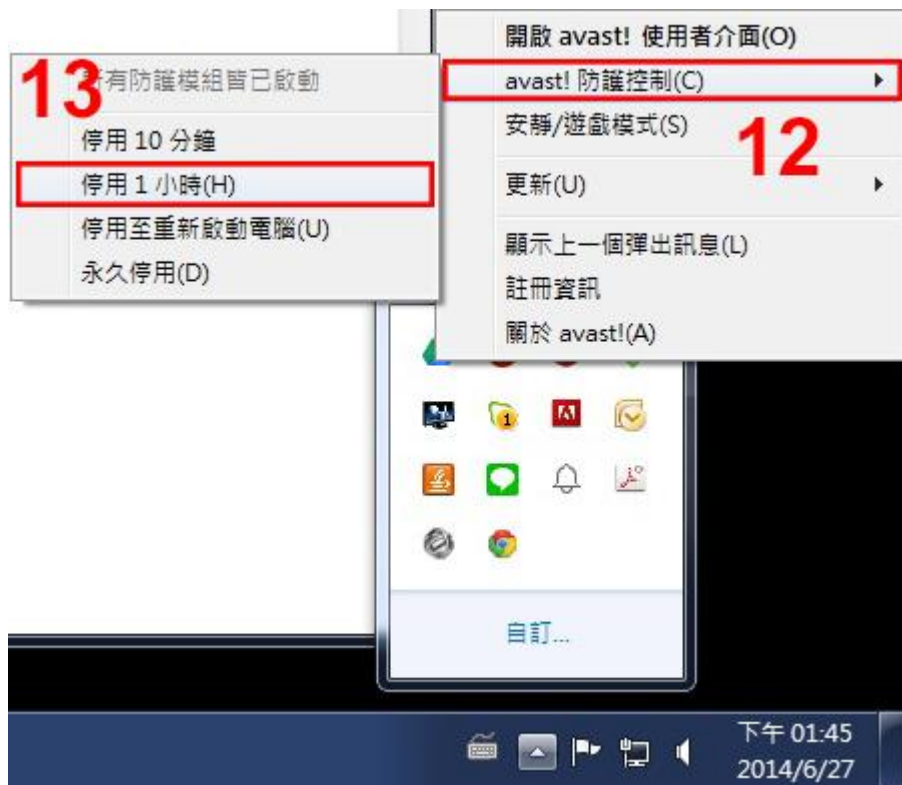 開啟 avast! 使用者介面(O)
avast! 防護控制(C)
安靜/遊戲模式(S)
12
更新(U)
顯示上一個彈出訊息(L)
註冊資訊
關於 avast!(A)
13
有防護模組皆已啟動
停用 10 分鐘
停用 1 小時(H)
停用至重新啟動電腦(U)
永久停用(D)
1
自訂...
下午 01:45
2014/6/27